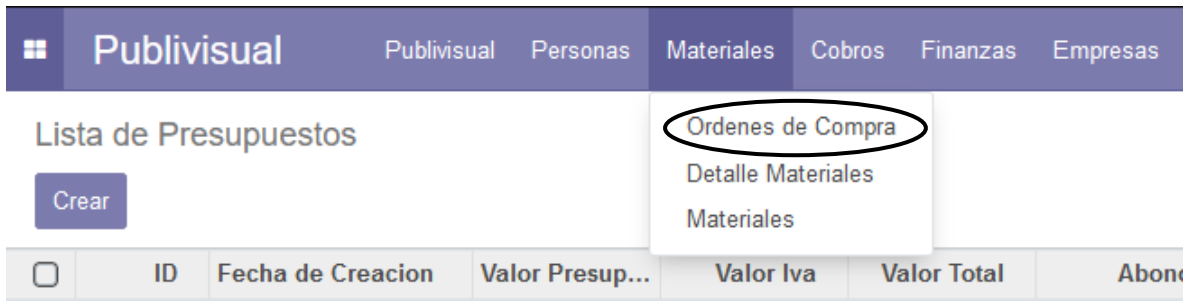 Publivisual Publivisual Personas Materiales Cobros Finanzas Empresas
Ordenes de Compra
Detalle Materiales
Materiales
Lista de Presupuestos
Crear
ID Fecha de Creacion Valor Presup... Valor Iva Valor Total Abono